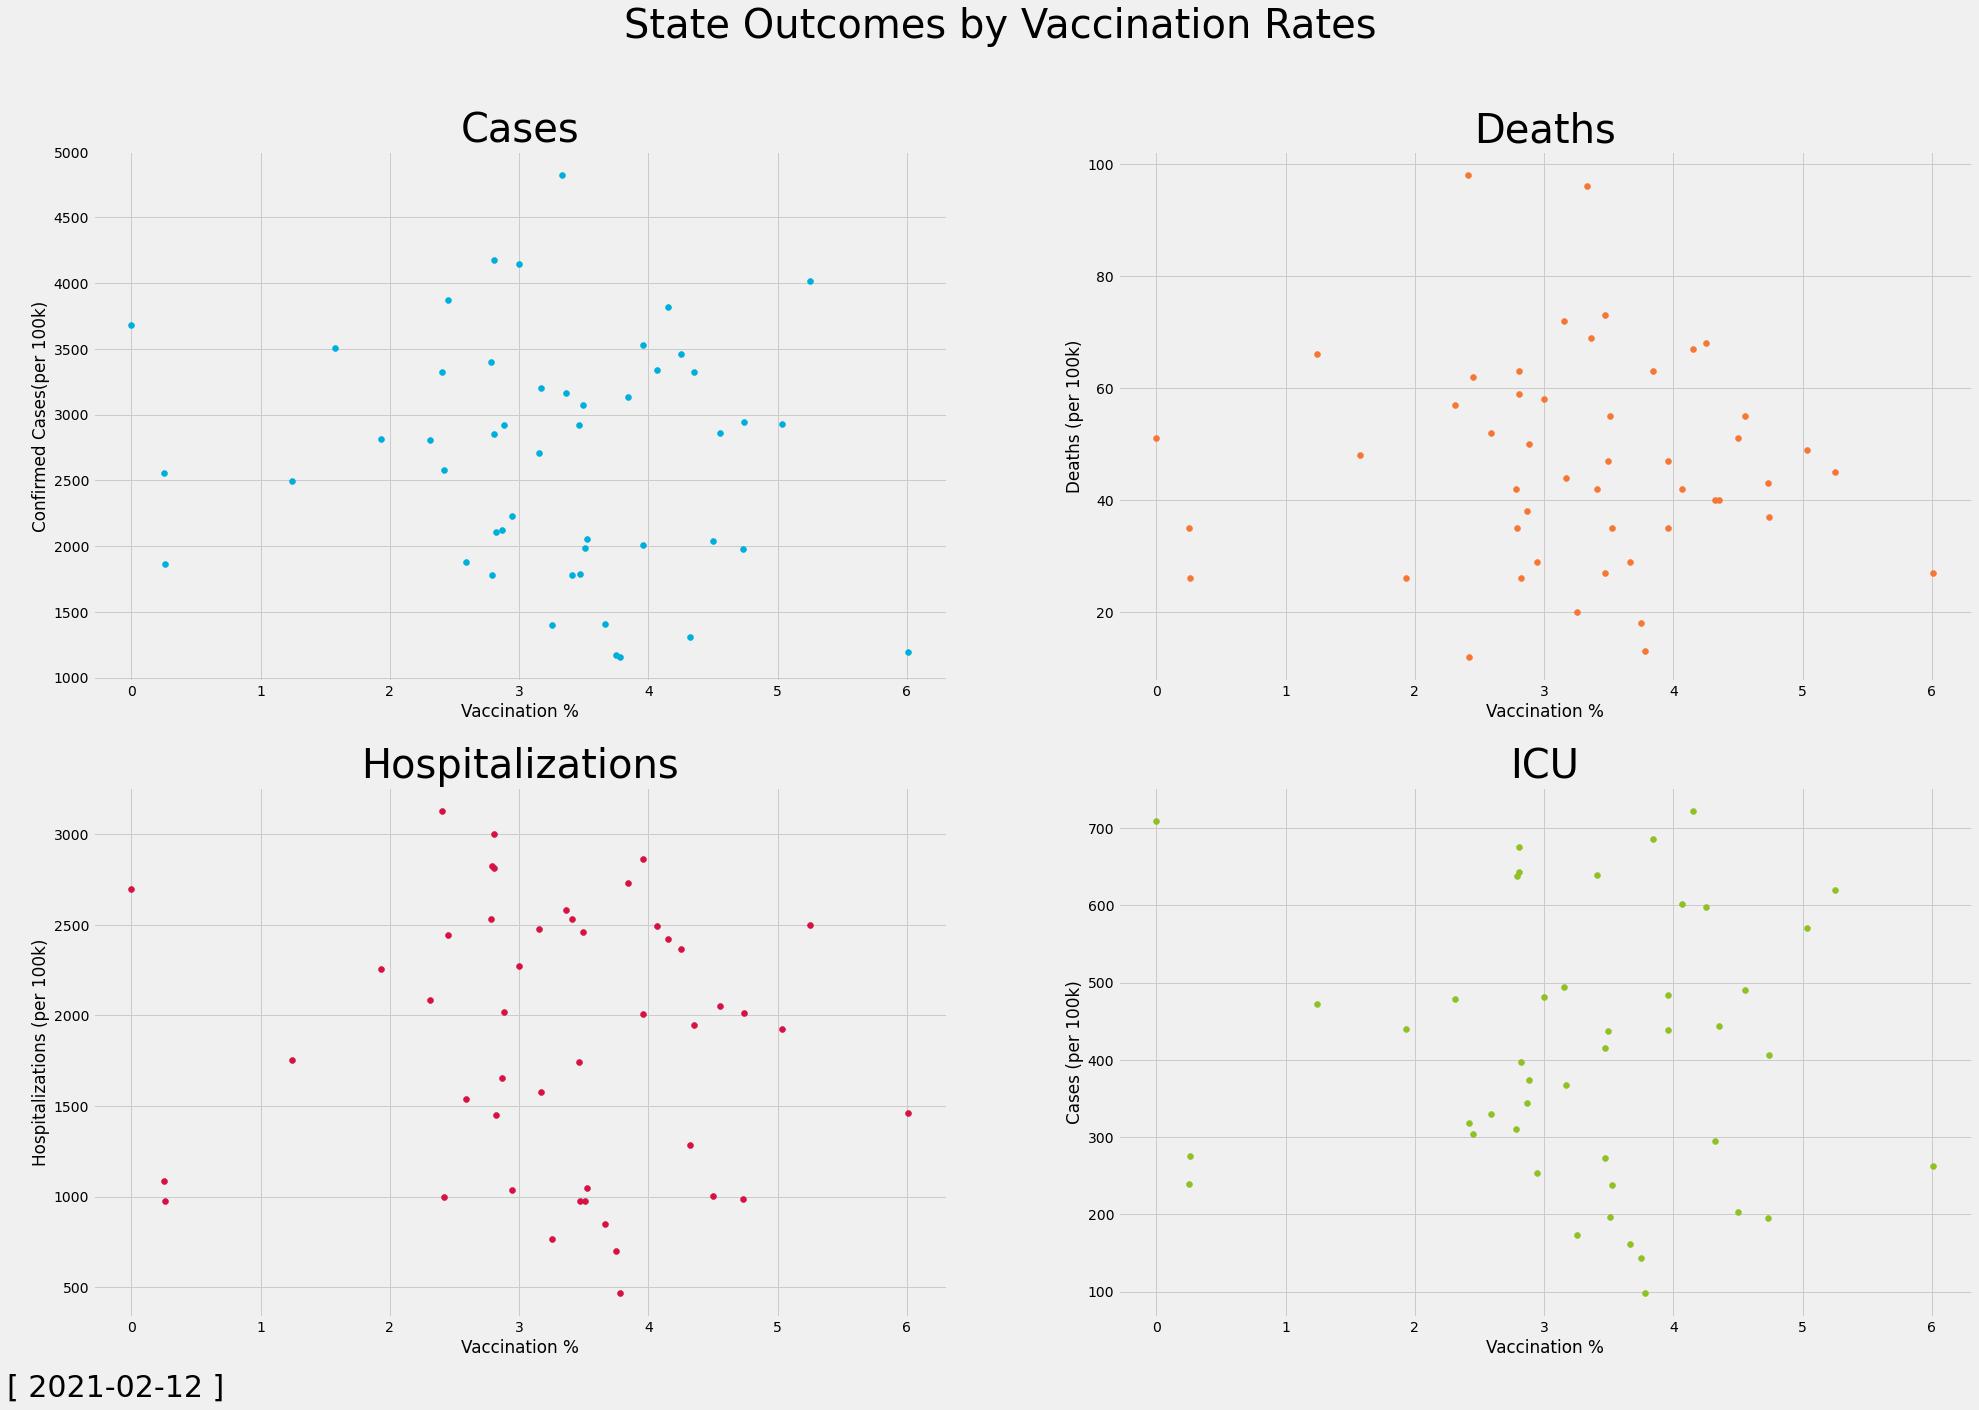 State Outcomes by Vaccination Rates
Cases
5000
4500
4000
3500
3000
2500
2000
1500
1000
Confirmed Cases(per 100k)
0 1 2 3 4 5 6
Vaccination %
Deaths
100
80
60
40
20
Deaths (per 100k)
0 1 2 3 4 5 6
Vaccination %
Hospitalizations
3000
2500
2000
1500
1000
500
Hospitalizations (per 100k)
0 1 2 3 4 5 6
Vaccination %
ICU
700
600
500
400
300
200
100
Cases (per 100k)
0 1 2 3 4 5 6
Vaccination %
[ 2021-02-12 ]